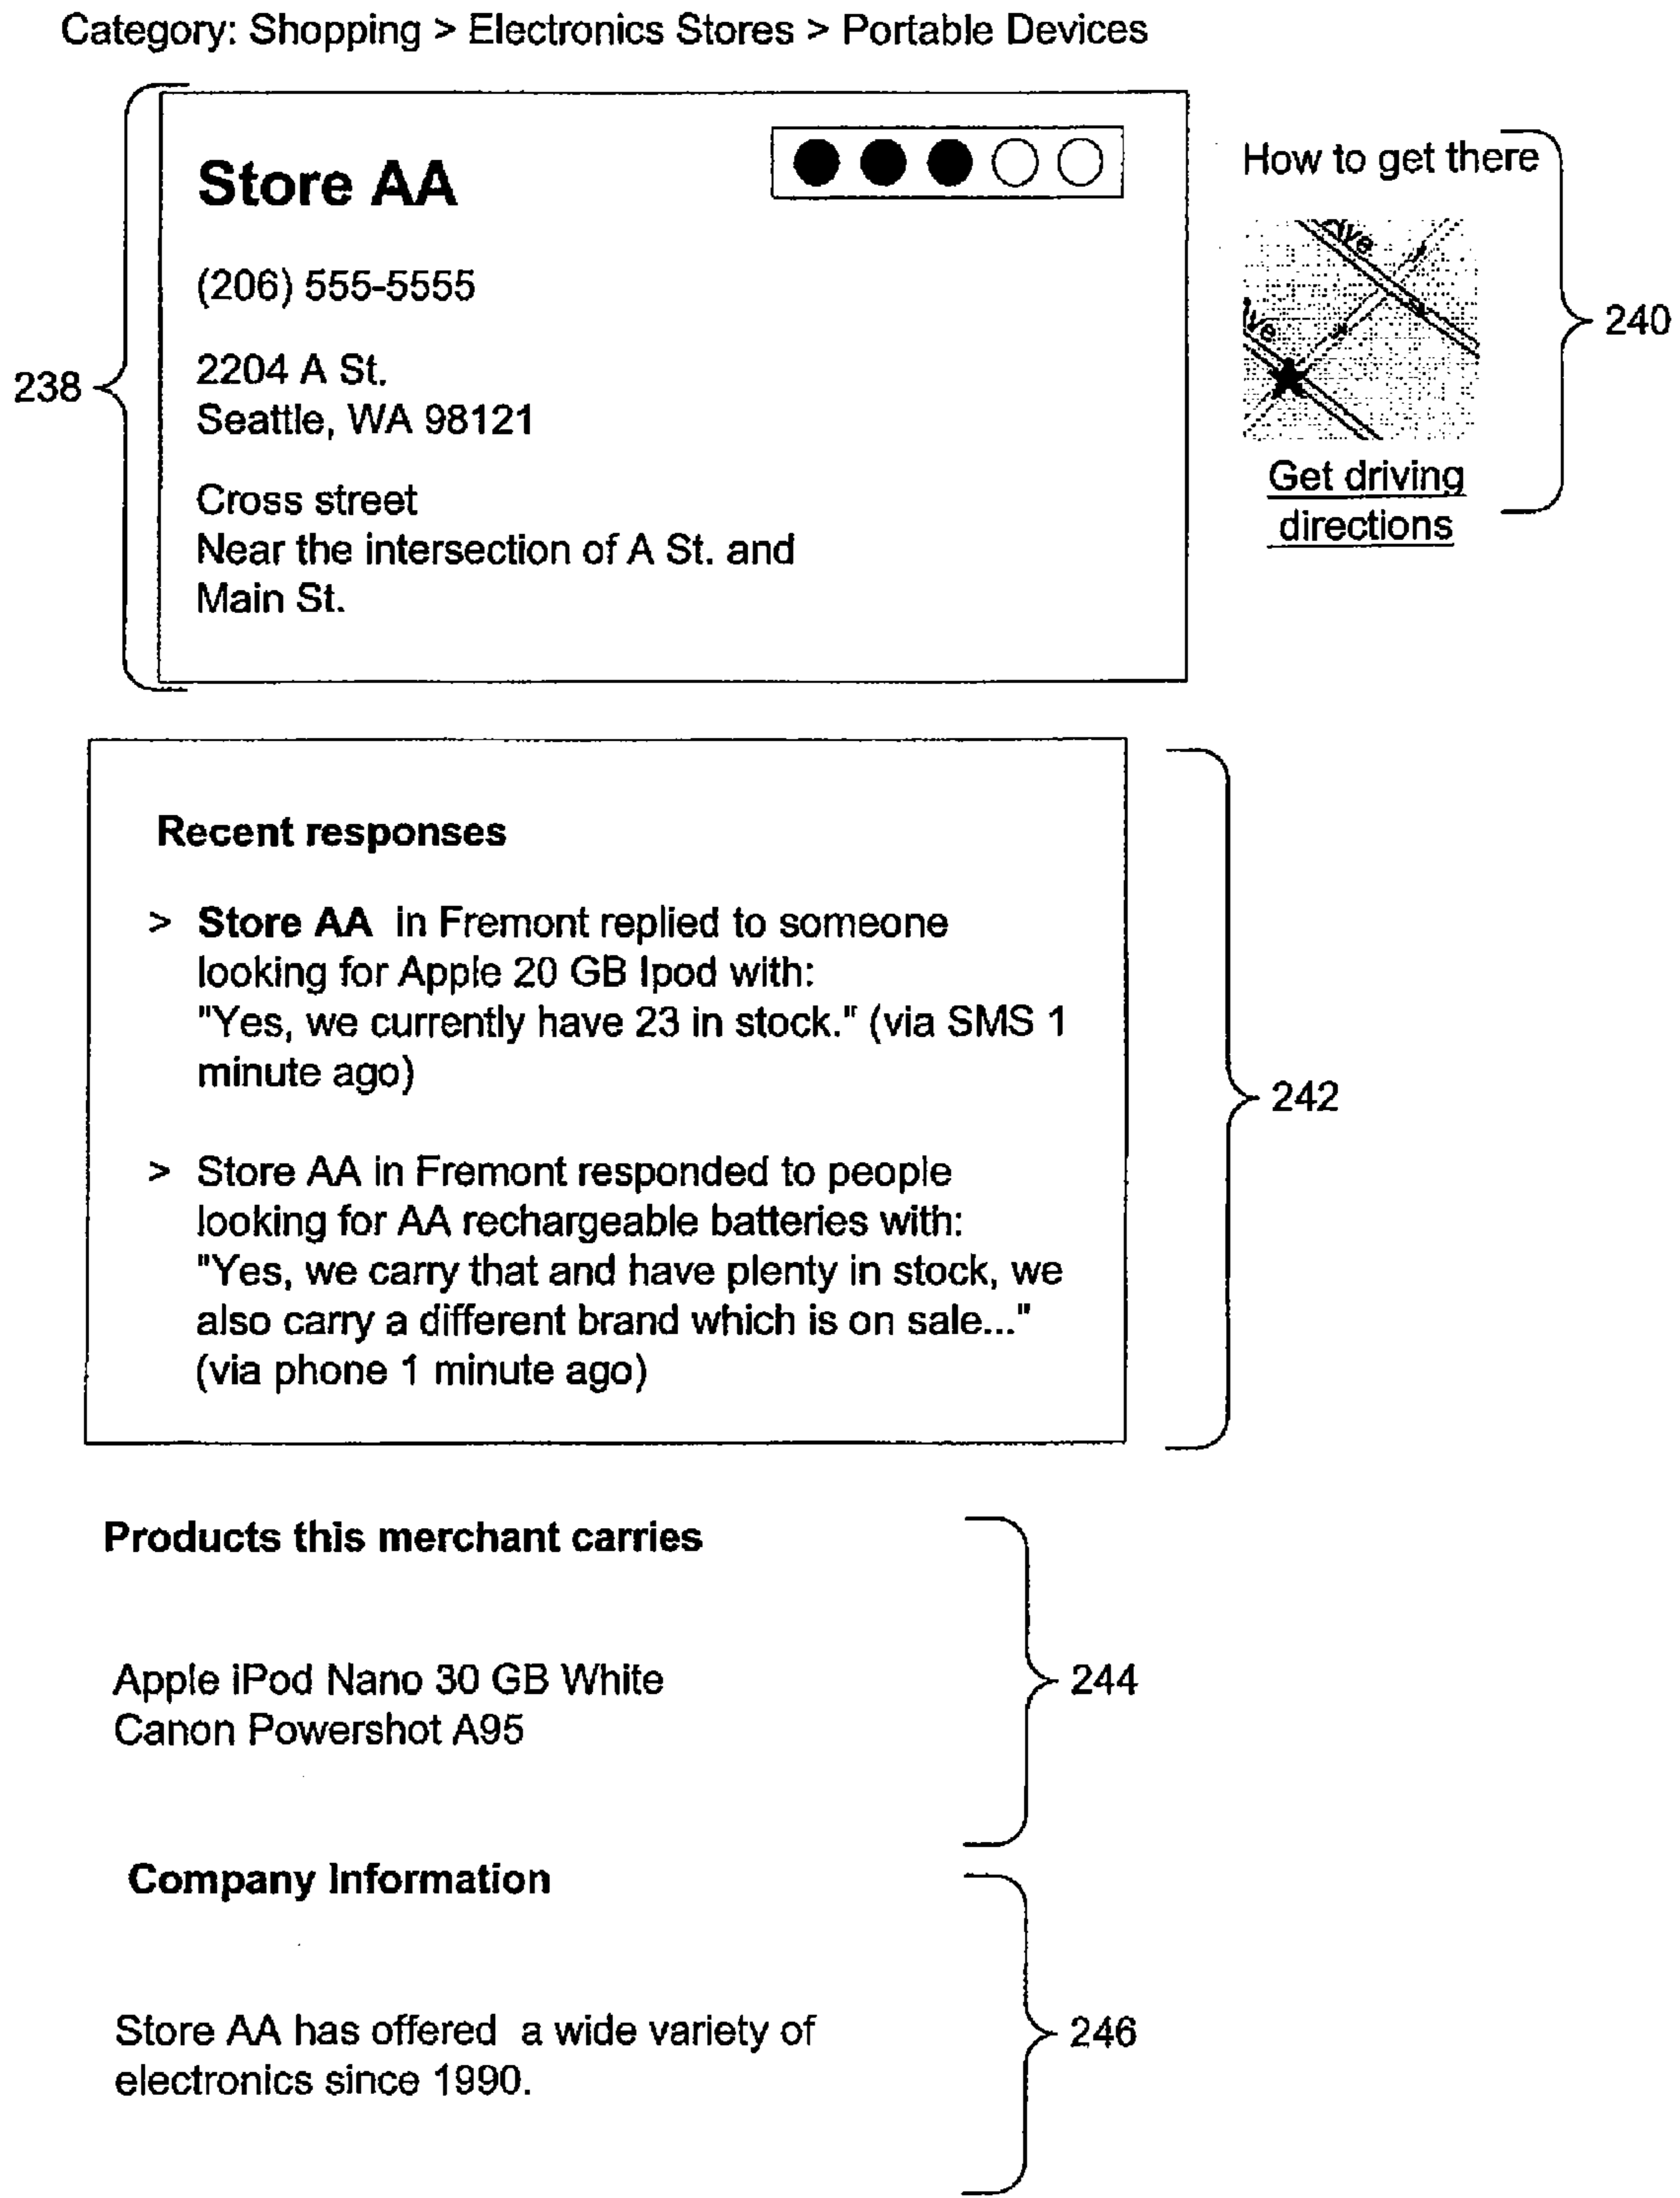 Category: Shopping > Electronics Stores > Portable Devices
Store AA
(206) 555-5555
2204 A St.
Seattle, WA 98121
Cross street
Near the intersection of A St. and
Main St.
238
How to get there
ve
ve
Get driving
directions
240
Recent responses
> Store AA in Fremont replied to someone
looking for Apple 20 GB Ipod with:
"Yes, we currently have 23 in stock." (via SMS 1
minute ago)
> Store AA in Fremont responded to people
looking for AA rechargeable batteries with:
"Yes, we carry that and have plenty in stock, we
also carry a different brand which is on sale..."
(via phone 1 minute ago)
242
Products this merchant carries
Apple iPod Nano 30 GB White
Canon Powershot A95
244
Company Information
Store AA has offered a wide variety of
electronics since 1990.
246